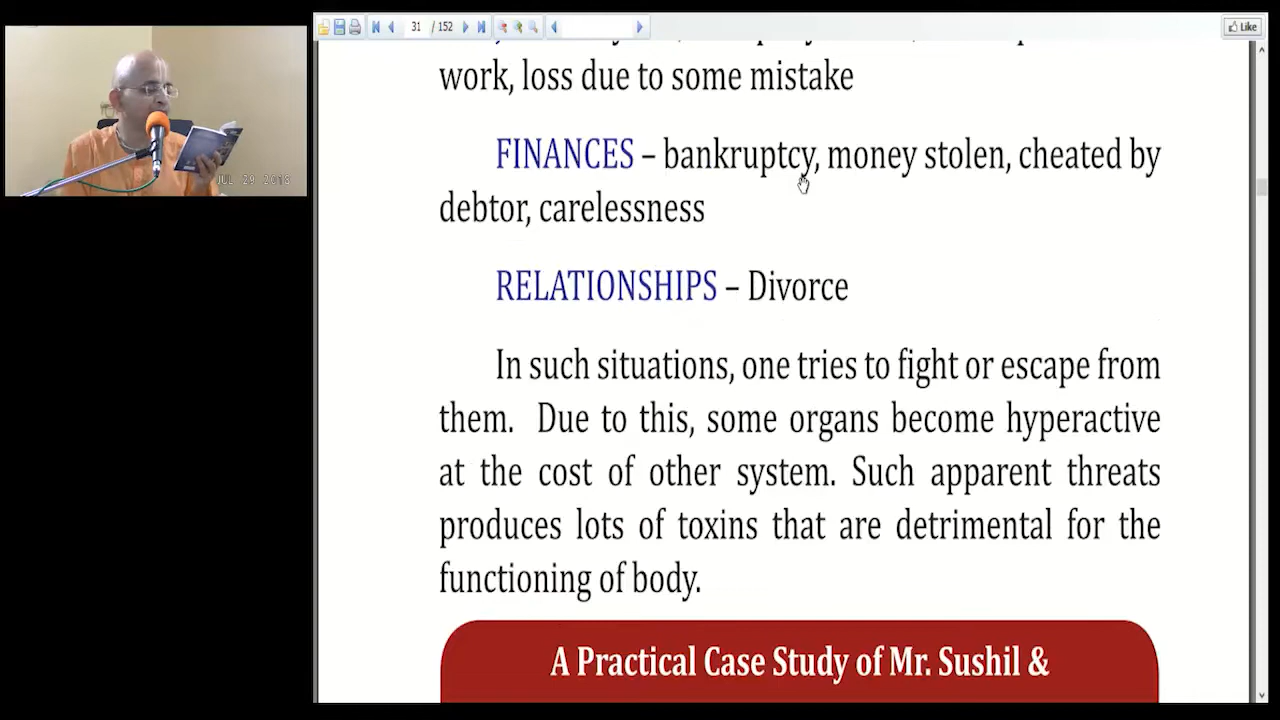 31 / 152
Like
work, loss due to some mistake
FINANCES – bankruptcy, money stolen, cheated by
debtor, carelessness
RELATIONSHIPS – Divorce
In such situations, one tries to fight or escape from
them. Due to this, some organs become hyperactive
at the cost of other system. Such apparent threats
produces lots of toxins that are detrimental for the
functioning of body.
A Practical Case Study of Mr. Sushil &
JUL 29 2018